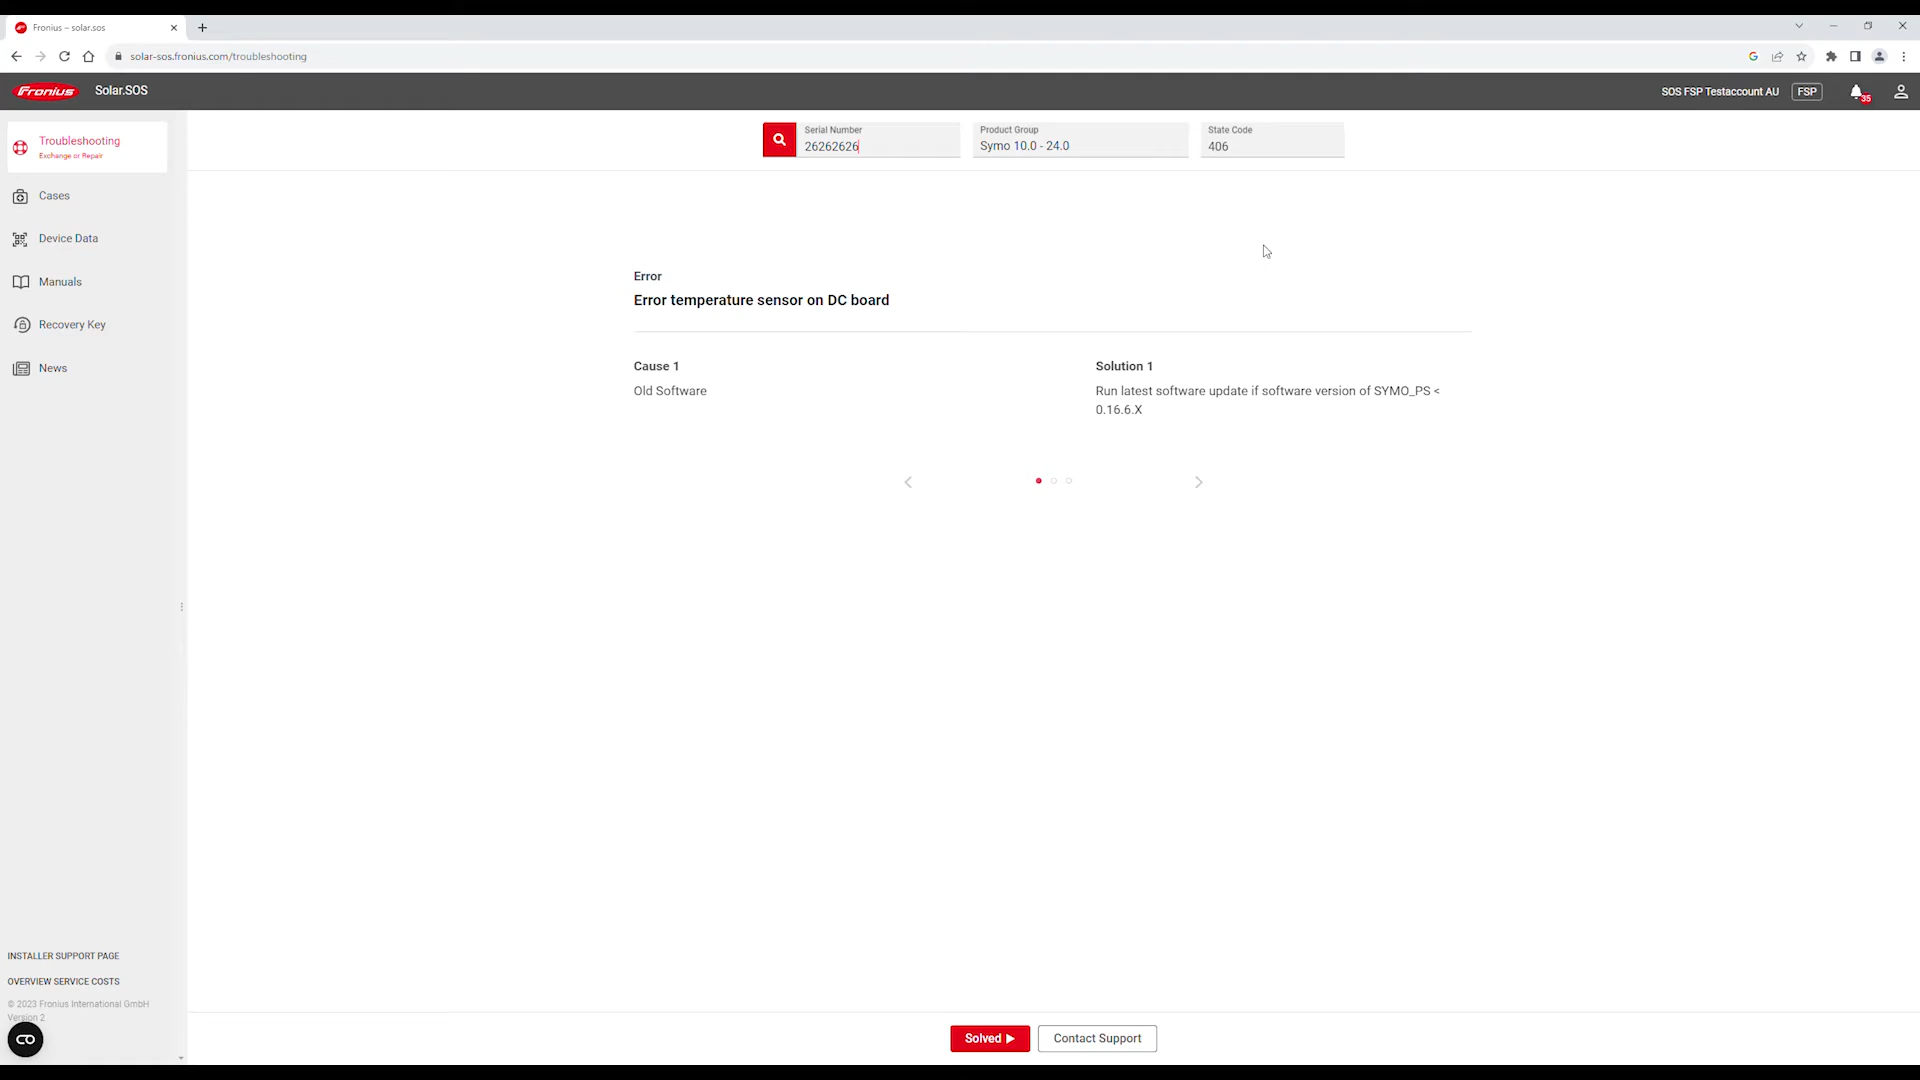 Fronius – solar.sos
solar-sos.fronius.com/troubleshooting
Fronius Solar.SOS
SOS FSP Testaccount AU FSP 35
Troubleshooting
Exchange or Repair
Cases
Device Data
Manuals
Recovery Key
News
INSTALLER SUPPORT PAGE
OVERVIEW SERVICE COSTS
© 2023 Fronius International GmbH
Version 2
Serial Number
26262626
Product Group
Symo 10.0 - 24.0
State Code
406
Error
Error temperature sensor on DC board
Cause 1
Old Software
Solution 1
Run latest software update if software version of SYMO_PS <
0.16.6.X
Solved
Contact Support